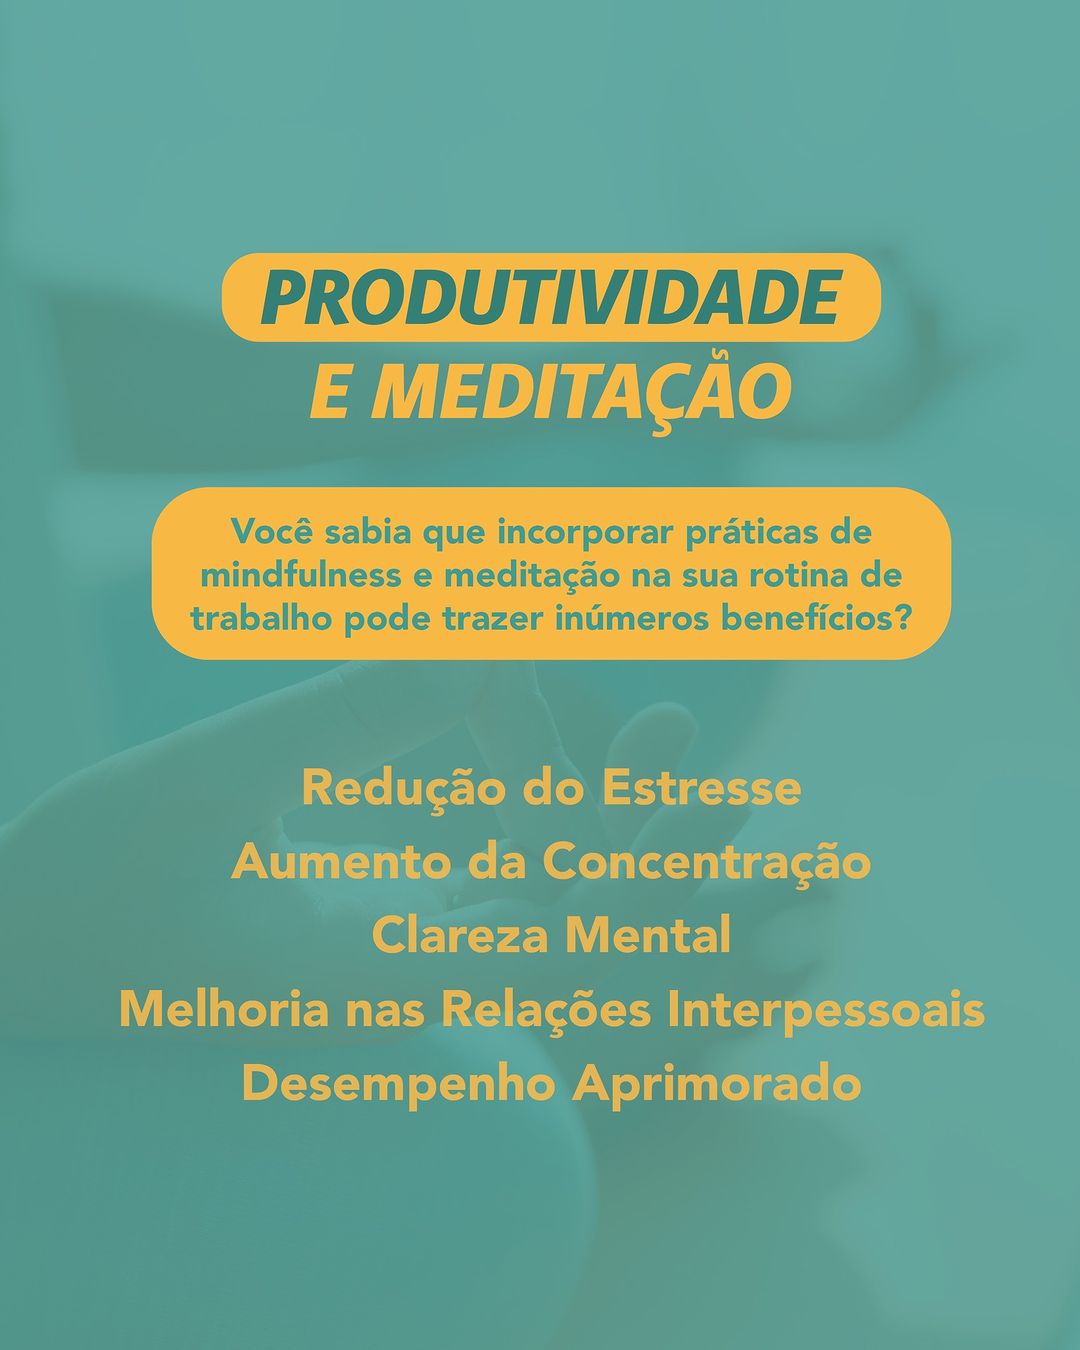 PRODUTIVIDADE
E MEDITAÇÃO
Você sabia que incorporar práticas de
mindfulness e meditação na sua rotina de
trabalho pode trazer inúmeros benefícios?
Redução do Estresse
Aumento da Concentração
Clareza Mental
Melhoria nas Relações Interpessoais
Desempenho Aprimorado